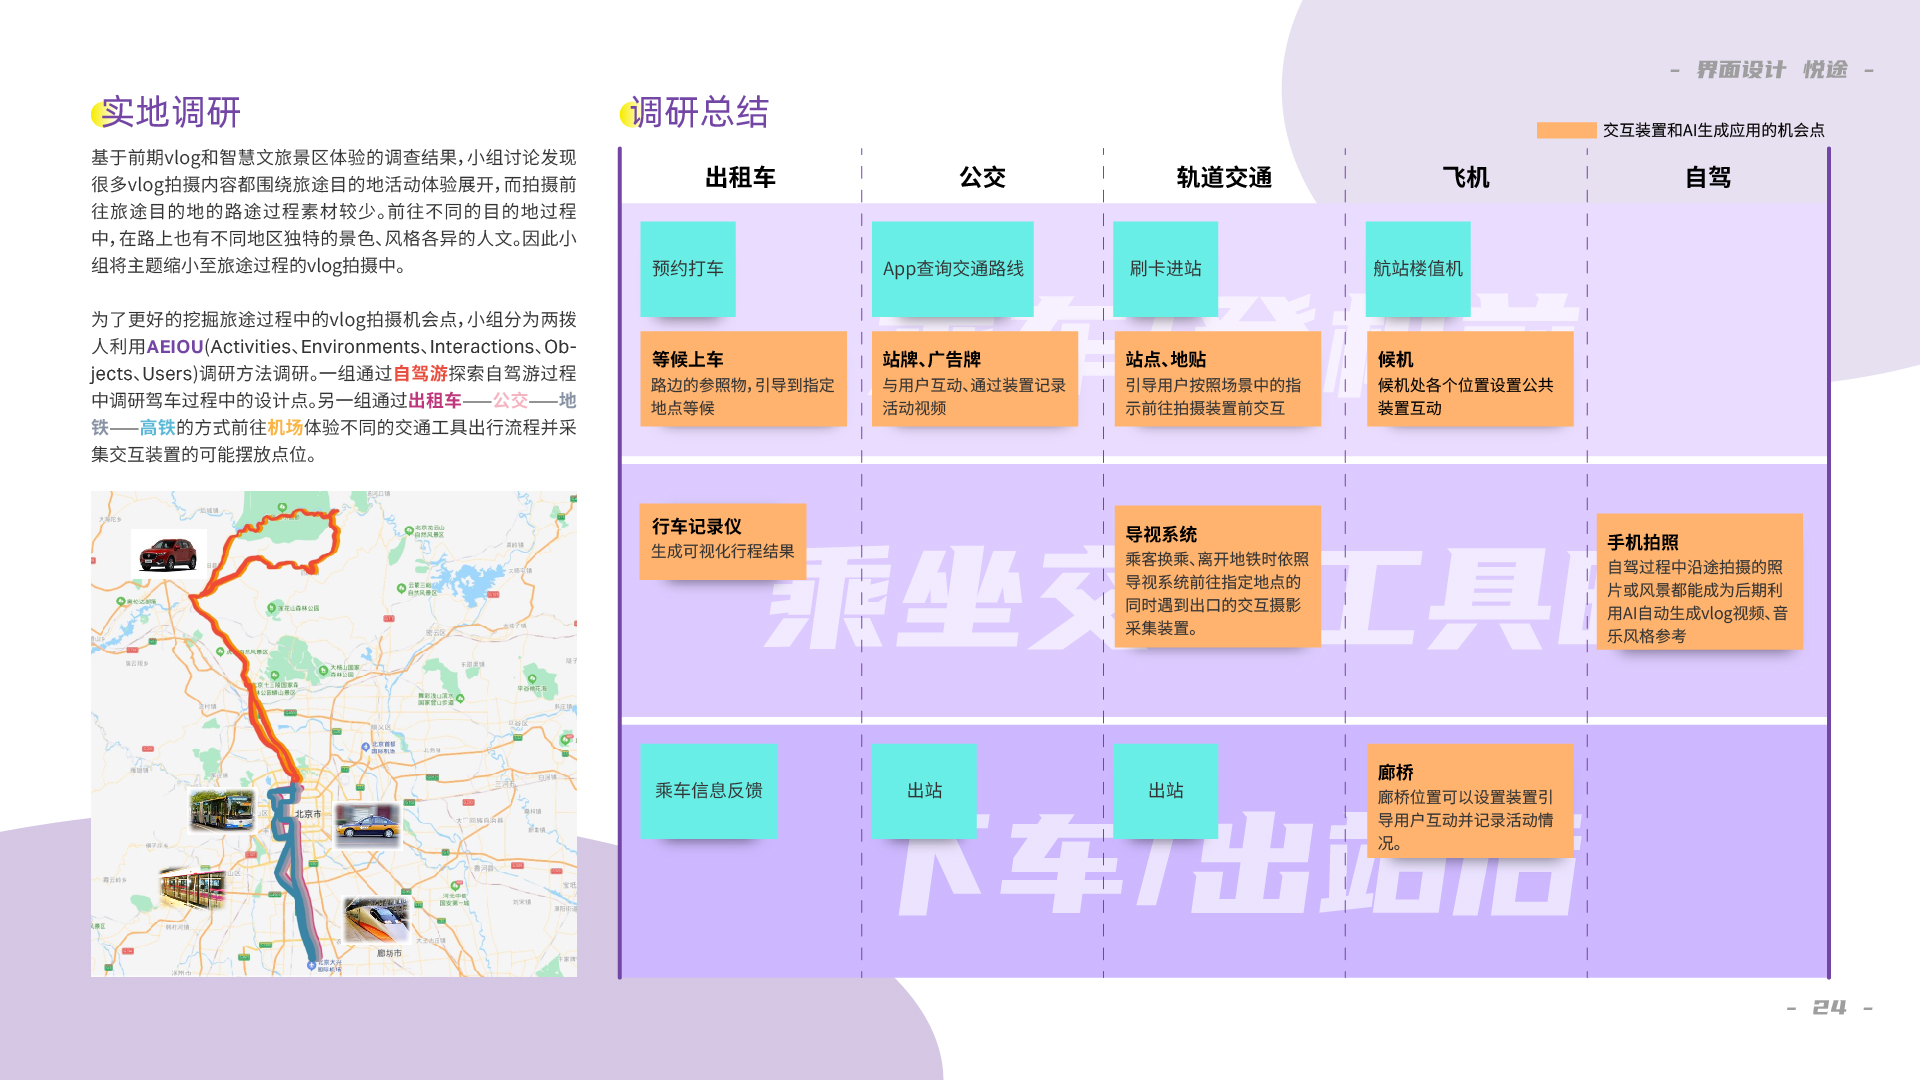 - 界面设计 悦途 -
实地调研
基于前期vlog和智慧文旅景区体验的调查结果，小组讨论发现
很多vlog拍摄内容都围绕旅途目的地活动体验展开，而拍摄前
往旅途目的地的路途过程素材较少。前往不同的目的地过程
中，在路上也有不同地区独特的景色、风格各异的人文。因此小
组将主题缩小至旅途过程的vlog拍摄中。
为了更好的挖掘旅途过程中的vlog拍摄机会点，小组分为两拨
人利用AEIOU(Activities、Environments、Interactions、Ob-
jects、Users)调研方法调研。一组通过自驾游探索自驾游过程
中调研驾车过程中的设计点。另一组通过出租车——公交——地
铁——高铁的方式前往机场体验不同的交通工具出行流程并采
集交互装置的可能摆放点位。
北京市
廊坊市
调研总结
交互装置和AI生成应用的机会点
出租车
公交
轨道交通
飞机
自驾
预约打车
App查询交通路线
刷卡进站
航站楼值机
等候上车
路边的参照物，引导到指定
地点等候
站牌、广告牌
与用户互动、通过装置记录
活动视频
站点、地贴
引导用户按照场景中的指
示前往拍摄装置前交互
候机
候机处各个位置设置公共
装置互动
行车记录仪
生成可视化行程结果
乘坐交
工具
导视系统
乘客换乘、离开地铁时依照
导视系统前往指定地点的
同时遇到出口的交互摄影
采集装置。
手机拍照
自驾过程中沿途拍摄的照
片或风景都能成为后期利
用AI自动生成vlog视频、音
乐风格参考
乘车信息反馈
出站
出站
廊桥
廊桥位置可以设置装置引
导用户互动并记录活动情
况。
下车/出站后
- 24 -